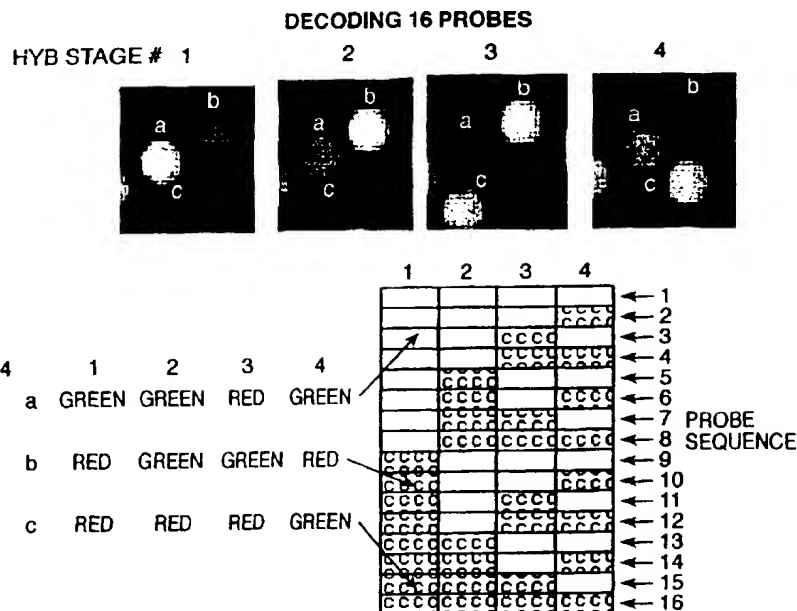 DECODING 16 PROBES
HYB STAGE # 1 2 3 4
a b c
a b c
a b c
a b c
1 2 3 4
1
2
3
4
5
6
7 PROBE
8 SEQUENCE
9
10
11
12
13
14
15
16
4 1 2 3 4
a GREEN GREEN RED GREEN
b RED GREEN GREEN RED
c RED RED RED GREEN